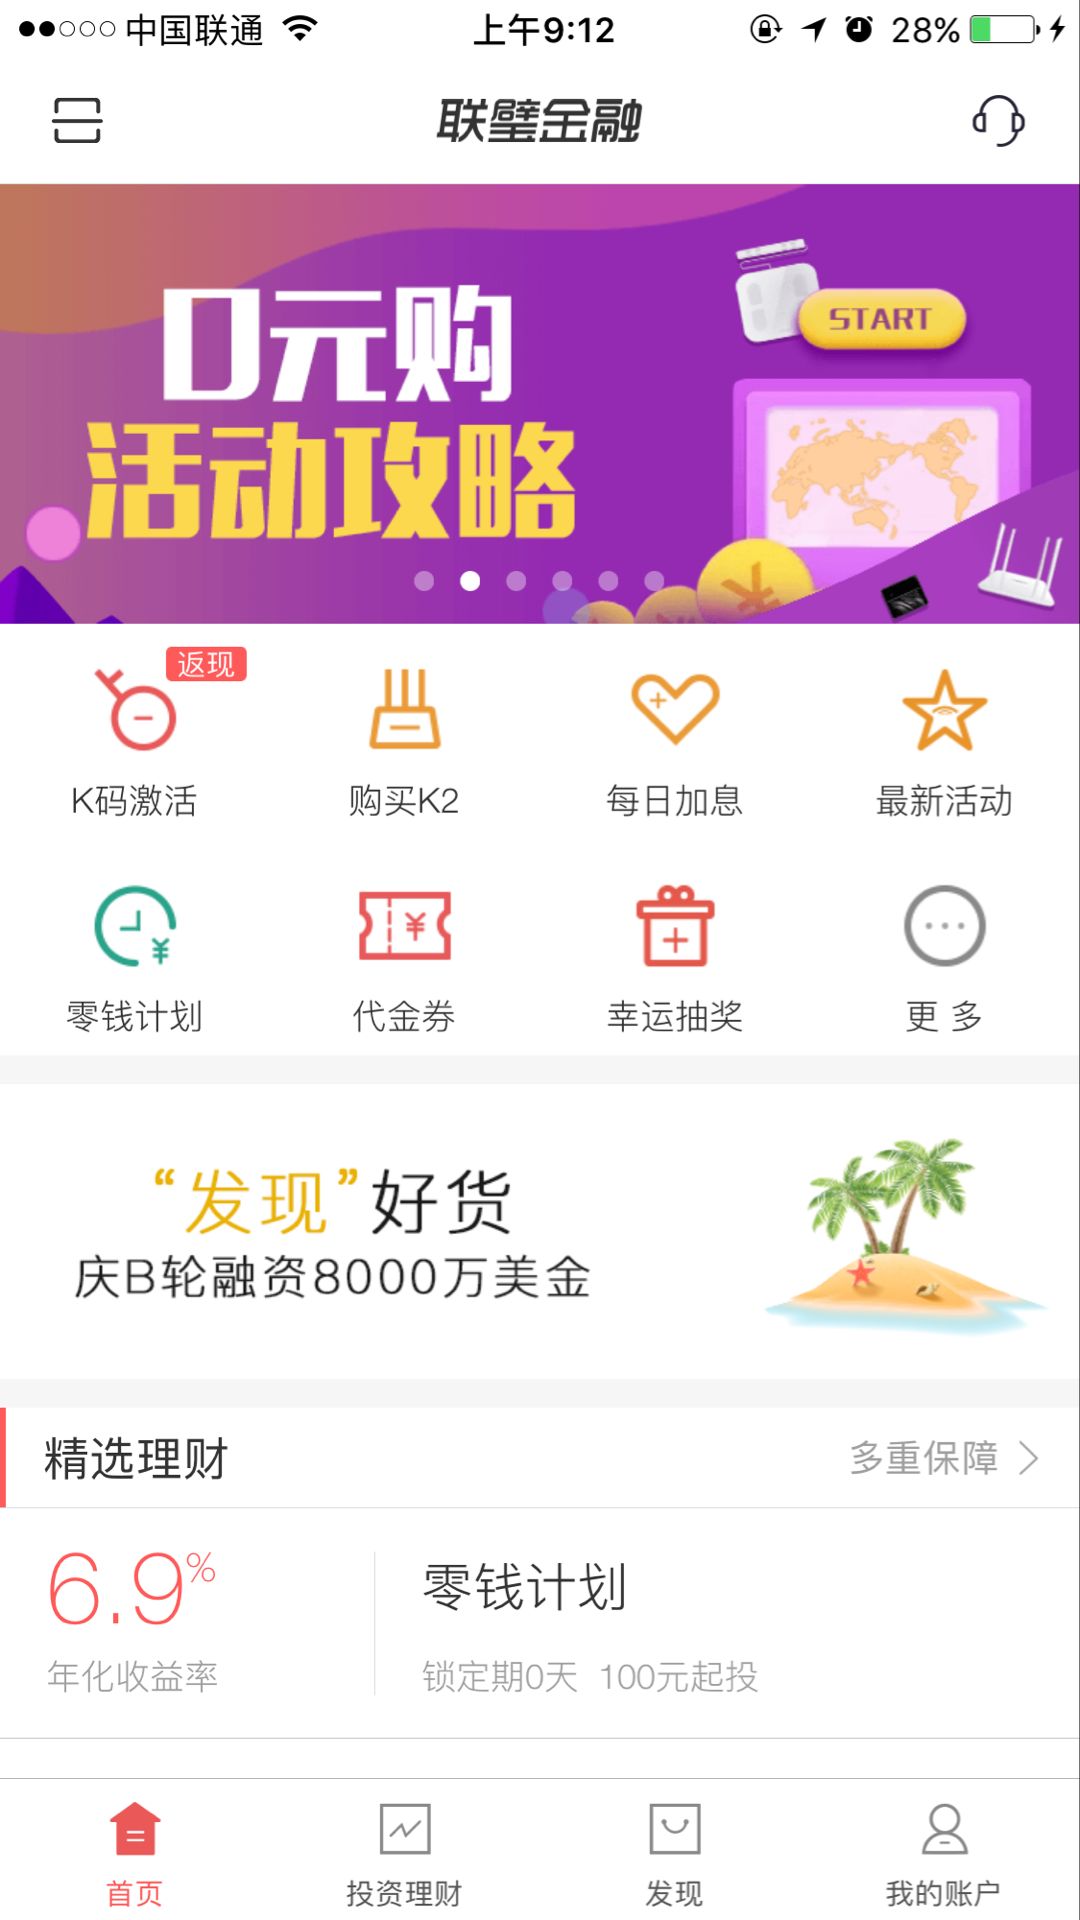 中国联通
上午9:12
28%
联璧金融
0元购
活动攻略
START
返现
K码激活
购买K2
每日加息
最新活动
零钱计划
代金券
幸运抽奖
更 多
“发现”好货
庆B轮融资8000万美金
精选理财
多重保障
6.9%
年化收益率
零钱计划
锁定期0天 100元起投
首页
投资理财
发现
我的账户